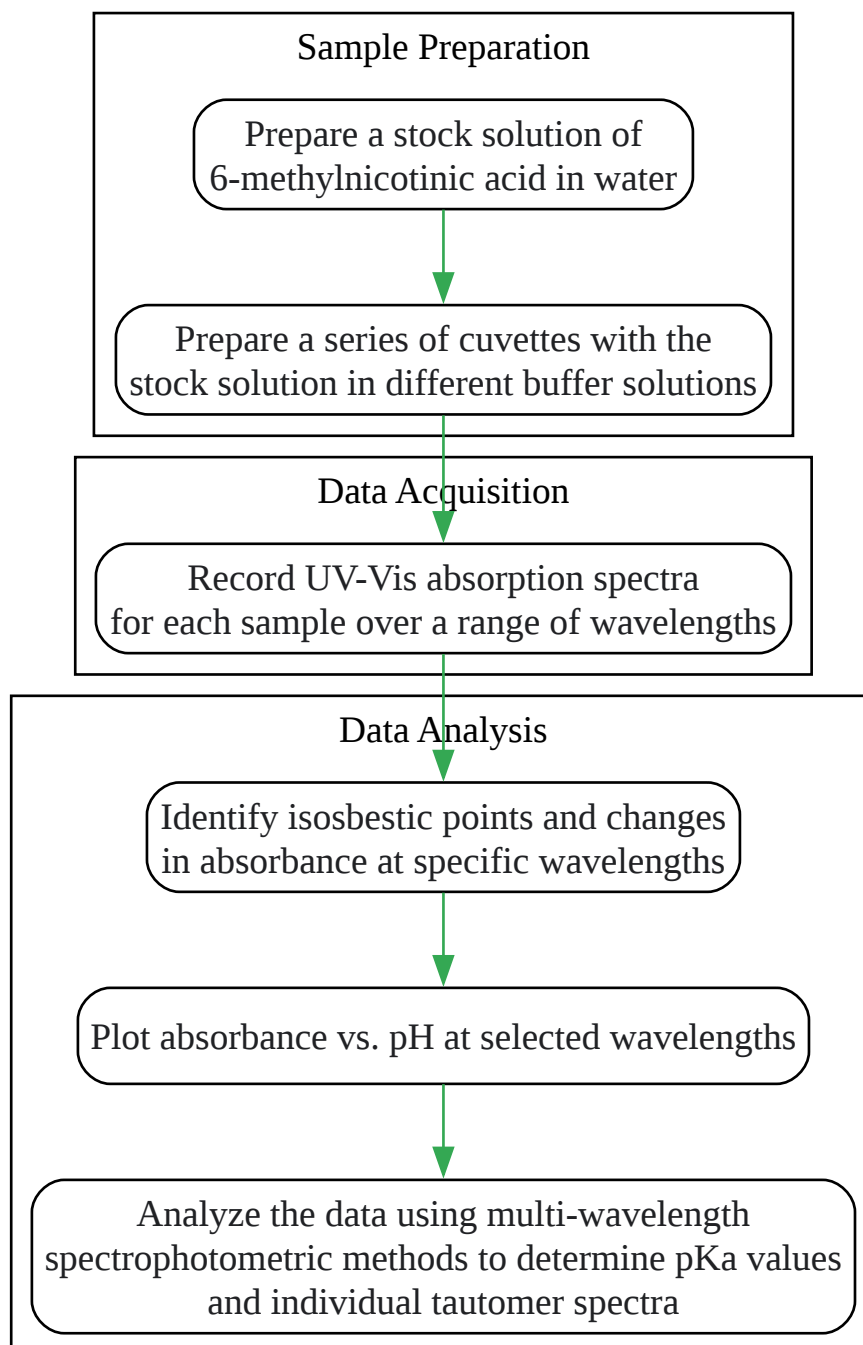 Sample Preparation
Prepare a stock solution of
6-methylnicotinic acid in water
Prepare a series of cuvettes with the
stock solution in different buffer solutions
Data Acquisition
Record UV-Vis absorption spectra
for each sample over a range of wavelengths
Data Analysis
Identify isosbestic points and changes
in absorbance at specific wavelengths
Plot absorbance vs. pH at selected wavelengths
Analyze the data using multi-wavelength
spectrophotometric methods to determine pKa values
and individual tautomer spectra